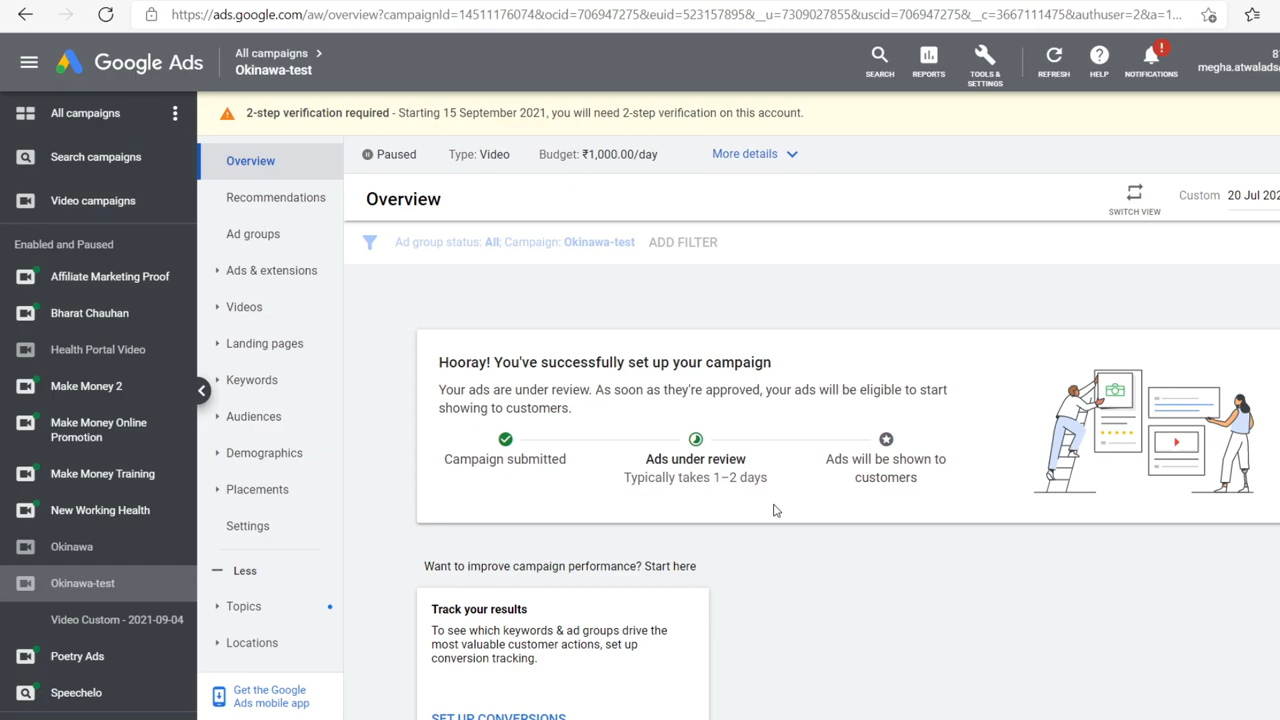 https://ads.google.com/aw/overview?campaignId=14511176074&ocid=706947275&euid=523157895&__u=7309027855&uscid=706947275&__c=3667111475&authuser=2&a=1...
Google Ads
All campaigns
Okinawa-test
SEARCH
REPORTS
TOOLS &
SETTINGS
REFRESH
HELP
NOTIFICATIONS
megha.atwalads
All campaigns
Search campaigns
Video campaigns
Enabled and Paused
Affiliate Marketing Proof
Bharat Chauhan
Health Portal Video
Make Money 2
Make Money Online
Promotion
Make Money Training
New Working Health
Okinawa
Okinawa-test
Video Custom - 2021-09-04
Poetry Ads
Speechelo
2-step verification required - Starting 15 September 2021, you will need 2-step verification on this account.
Overview
Recommendations
Ad groups
Ads & extensions
Videos
Landing pages
Keywords
Audiences
Demographics
Placements
Settings
Less
Topics
Locations
Get the Google
Ads mobile app
Paused Type: Video Budget: ₹1,000.00/day More details
Overview
SWITCH VIEW
Custom 20 Jul 202
Ad group status: All; Campaign: Okinawa-test ADD FILTER
Hooray! You've successfully set up your campaign
Your ads are under review. As soon as they're approved, your ads will be eligible to start
showing to customers.
Campaign submitted
Ads under review
Typically takes 1–2 days
Ads will be shown to
customers
Want to improve campaign performance? Start here
Track your results
To see which keywords & ad groups drive the
most valuable customer actions, set up
conversion tracking.
SET UP CONVERSIONS